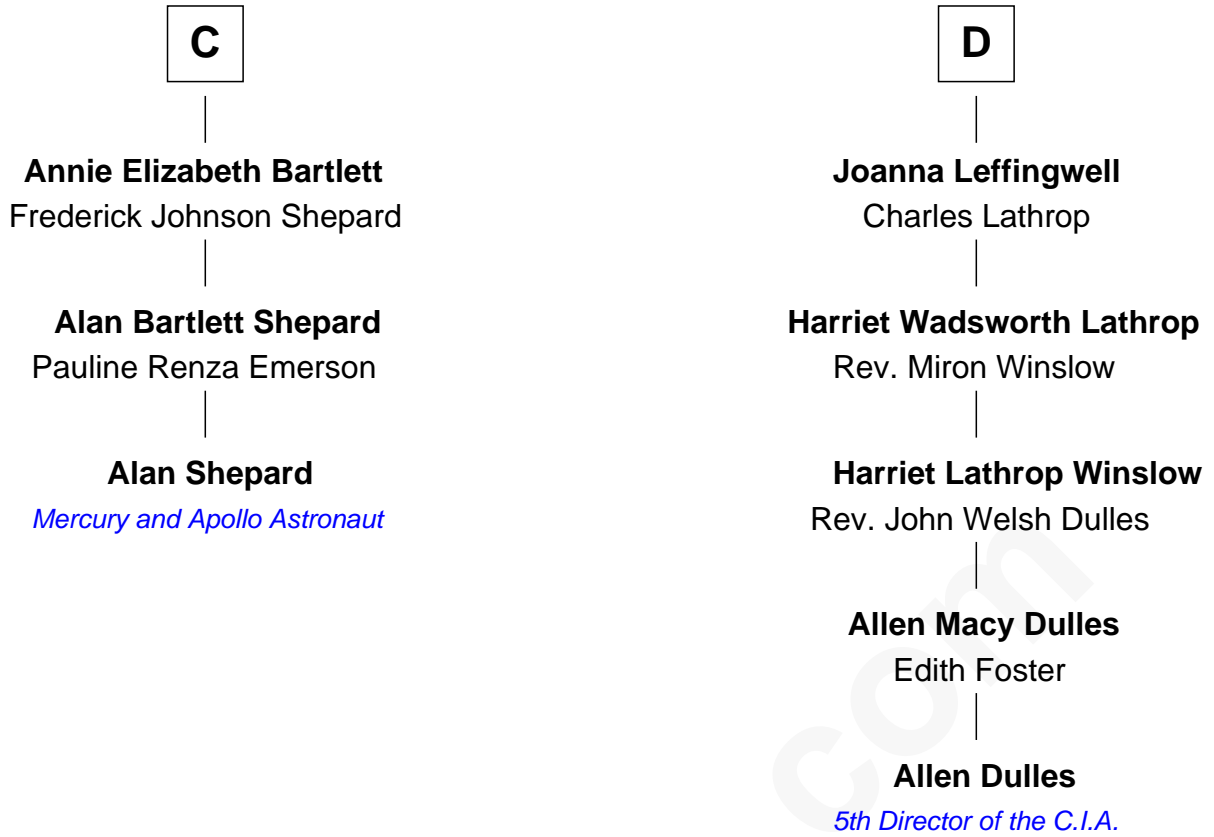 C
Annie Elizabeth Bartlett
Frederick Johnson Shepard
Alan Bartlett Shepard
Pauline Renza Emerson
Alan Shepard
Mercury and Apollo Astronaut
D
Joanna Leffingwell
Charles Lathrop
Harriet Wadsworth Lathrop
Rev. Miron Winslow
Harriet Lathrop Winslow
Rev. John Welsh Dulles
Allen Macy Dulles
Edith Foster
Allen Dulles
5th Director of the C.I.A.
com